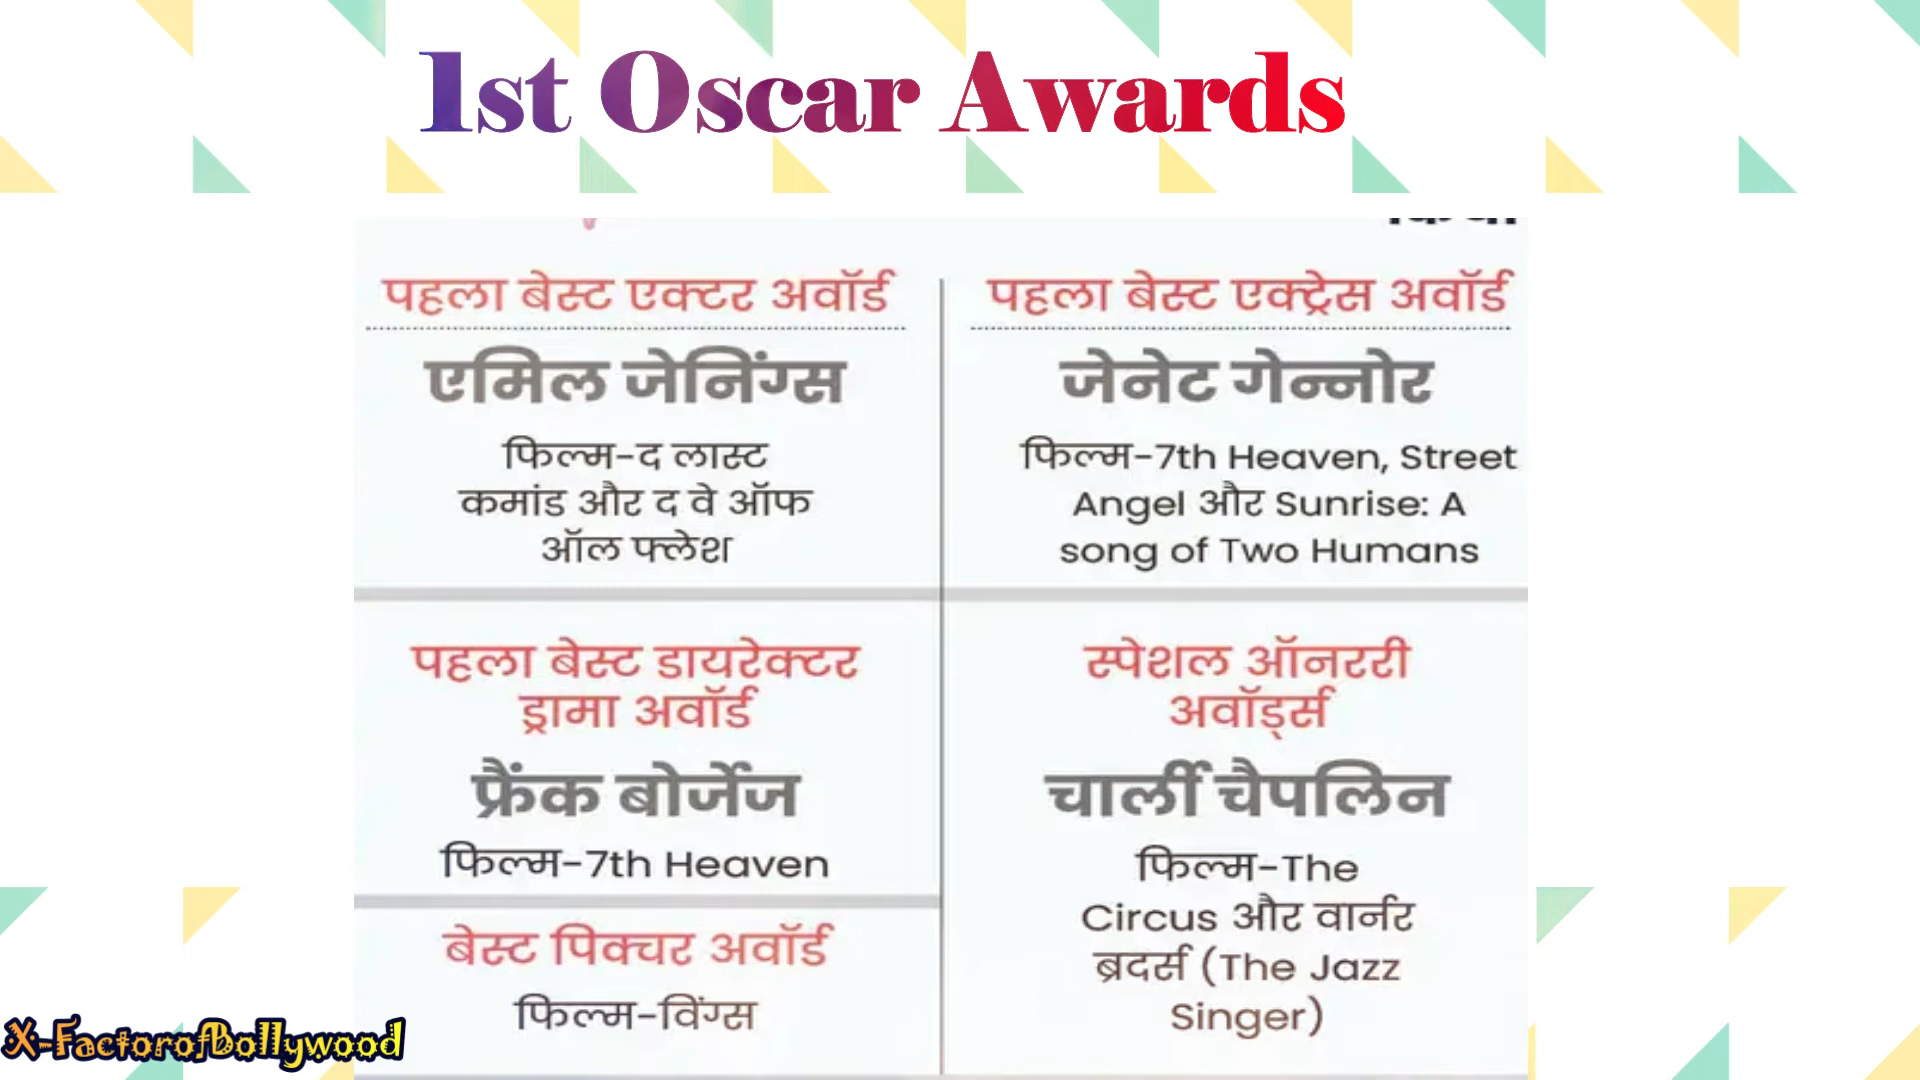 1st Oscar Awards
पहला बेस्ट एक्टर अवॉर्ड
एमिल जेनिंग्स
फिल्म-द लास्ट
कमांड और द वे ऑफ
ऑल फ्लेश
पहला बेस्ट एक्ट्रेस अवॉर्ड
जेनेट गेन्नोर
फिल्म-7th Heaven, Street
Angel और Sunrise: A
song of Two Humans
पहला बेस्ट डायरेक्टर
ड्रामा अवॉर्ड
फ्रैंक बोर्जेज
फिल्म-7th Heaven
बेस्ट पिक्चर अवॉर्ड
फिल्म-विंग्स
स्पेशल ऑनररी
अवॉर्ड्स
चार्ली चैपलिन
फिल्म-The
Circus और वार्नर
ब्रदर्स (The Jazz
Singer)
X-FactorofBollywood